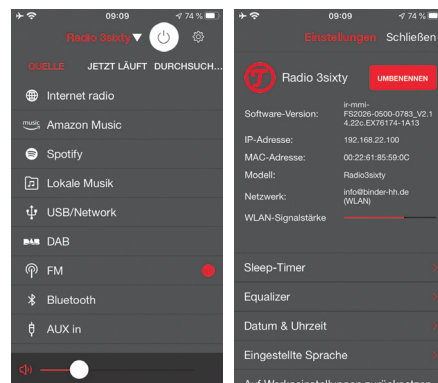 09:09
74 %
Radio 3sixty
QUELLE JETZT LÄUFT DURCHSUCH...
Internet radio
music Amazon Music
Spotify
Lokale Musik
USB/Network
DAB DAB
FM
Bluetooth
AUX in
09:09
74 %
Einstellungen Schließen
Radio 3sixty
UMBENENNEN
Software-Version: ir-mmi-
FS2026-0500-0783_V2.1
4.22c.EX76174-1A13
IP-Adresse: 192.168.22.100
MAC-Adresse: 00:22:61:85:59:0C
Modell: Radio3sixty
Netzwerk: info@binder-hh.de
(WLAN)
WLAN-Signalstärke
Sleep-Timer
Equalizer
Datum & Uhrzeit
Eingestellte Sprache
Auf Werkseinstellungen zurücksetzen